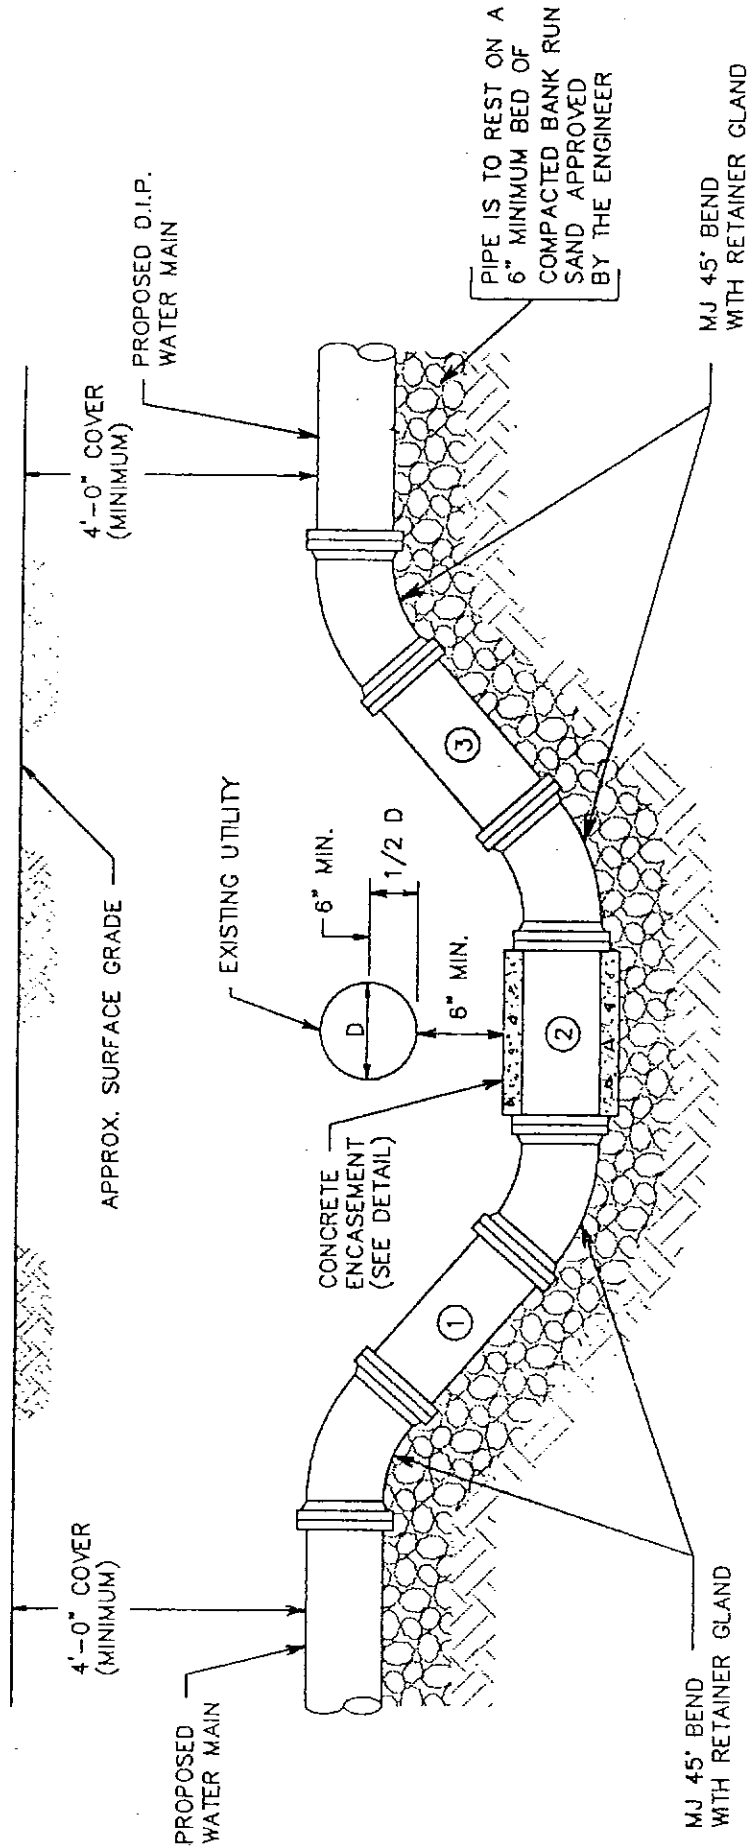 4'-0" COVER
(MINIMUM)
PROPOSED
WATER MAIN
APPROX. SURFACE GRADE
4'-0" COVER
(MINIMUM)
PROPOSED D.I.P.
WATER MAIN
EXISTING UTILITY
6" MIN.
1/2 D
D
6" MIN.
CONCRETE
ENCASEMENT
(SEE DETAIL)
1
2
3
PIPE IS TO REST ON A
6" MINIMUM BED OF
COMPACTED BANK RUN
SAND APPROVED
BY THE ENGINEER
MJ 45° BEND
WITH RETAINER GLAND
MJ 45° BEND
WITH RETAINER GLAND